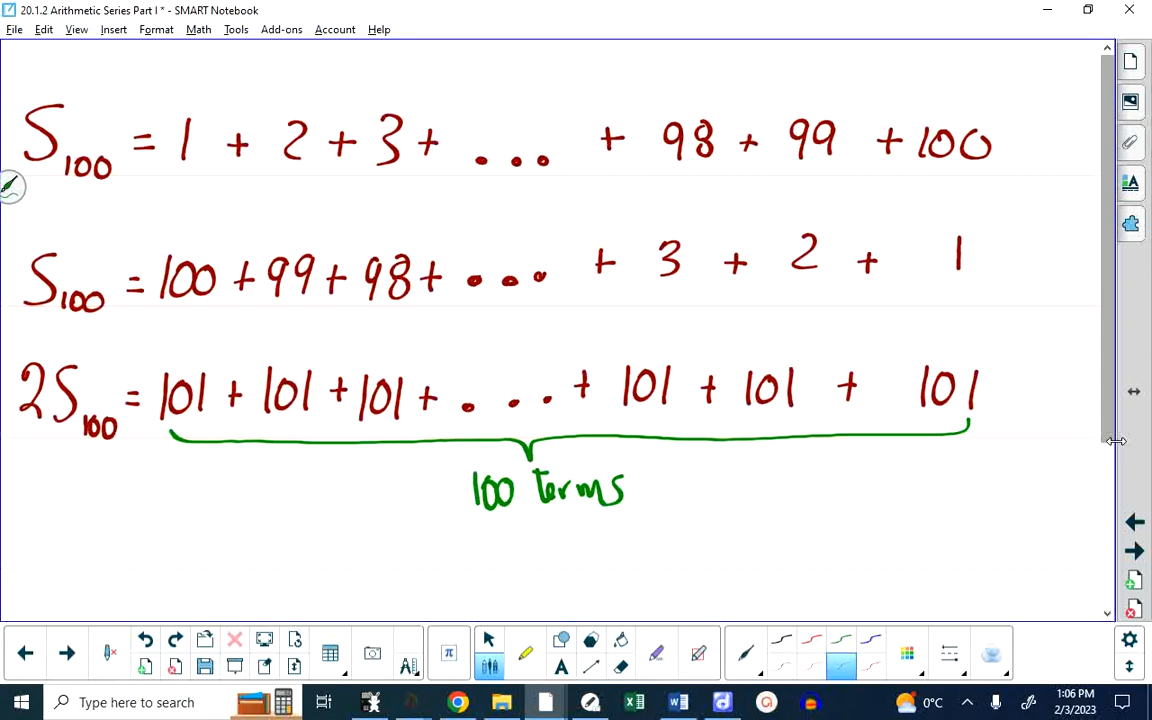 20.1.2 Arithmetic Series Part I * - SMART Notebook
File Edit View Insert Format Math Tools Add-ons Account Help
S₁₀₀ = 1 + 2 + 3 + ... + 98 + 99 + 100
S₁₀₀ = 100 + 99 + 98 + ... + 3 + 2 + 1
2S₁₀₀ = 101 + 101 + 101 + ... + 101 + 101 + 101
100 terms
π A
Type here to search
0°C
1:06 PM
2/3/2023